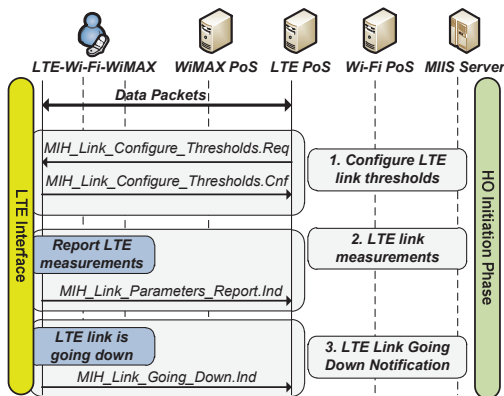 LTE-Wi-Fi-WiMAX WiMAX PoS LTE PoS Wi-Fi PoS MIIS Server
Data Packets
MIH_Link_Configure_Thresholds.Req
MIH_Link_Configure_Thresholds.Cnf
1. Configure LTE
link thresholds
LTE Interface
HO Initiation Phase
Report LTE
measurements
MIH_Link_Parameters_Report.Ind
2. LTE link
measurements
LTE link is
going down
MIH_Link_Going_Down.Ind
3. LTE Link Going
Down Notification